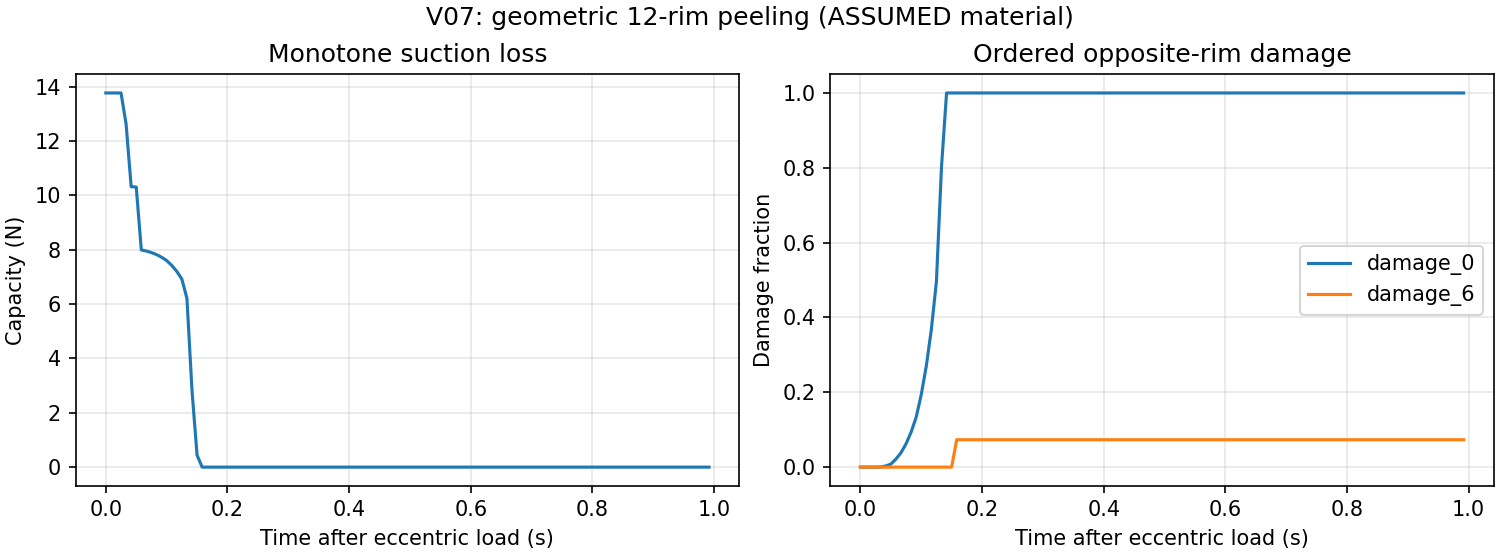 V07: geometric 12-rim peeling (ASSUMED material)
Monotone suction loss
Capacity (N)
14
12
10
8
6
4
2
0
0.0 0.2 0.4 0.6 0.8 1.0
Time after eccentric load (s)
Ordered opposite-rim damage
Damage fraction
1.0
0.8
0.6
0.4
0.2
0.0
damage_0
damage_6
0.0 0.2 0.4 0.6 0.8 1.0
Time after eccentric load (s)